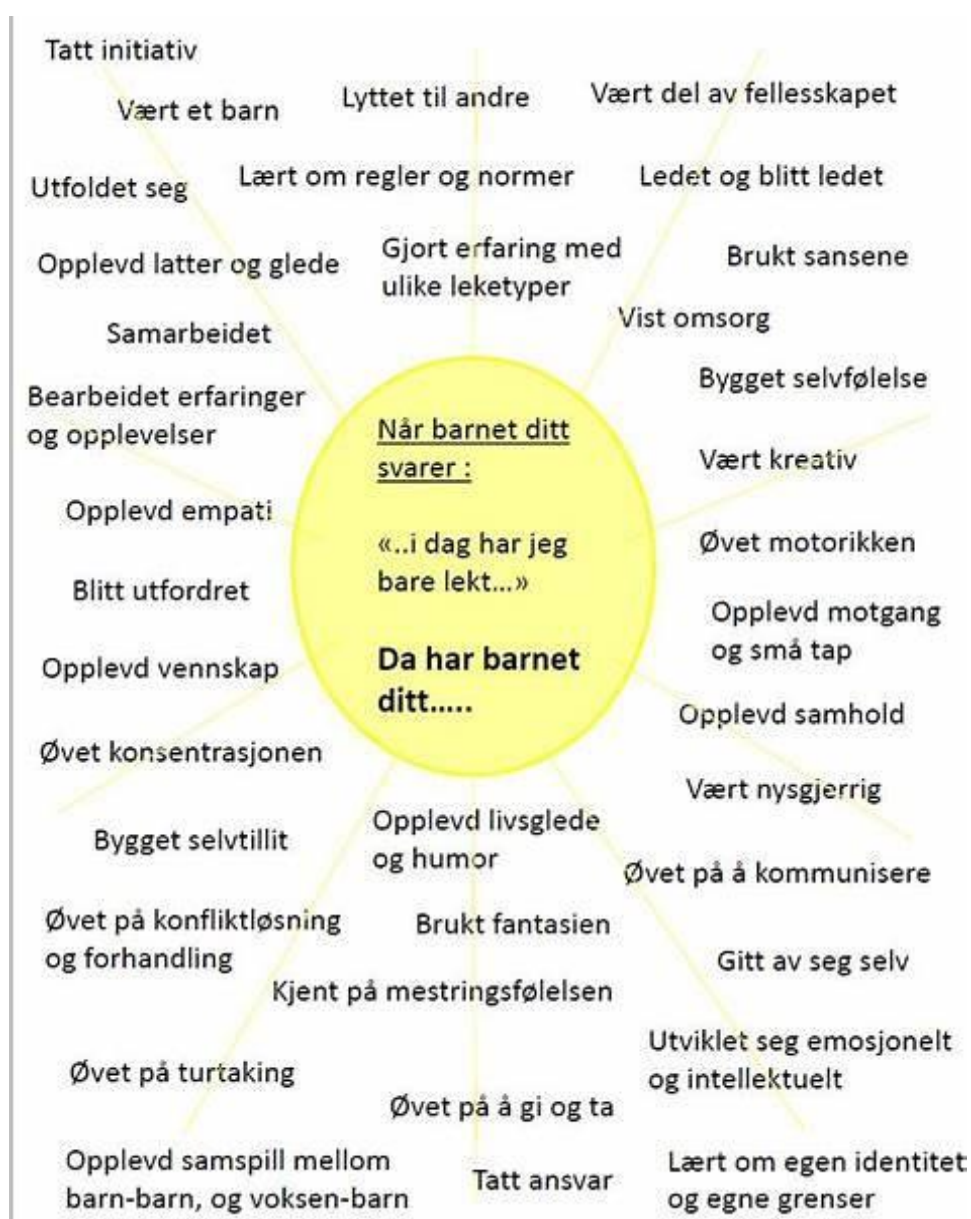 Tatt initiativ
Vært et barn
Lyttet til andre
Vært del av fellesskapet
Utfoldet seg
Lært om regler og normer
Ledet og blitt ledet
Opplevd latter og glede
Gjort erfaring med
ulike leketyper
Brukt sansene
Samarbeidet
Vist omsorg
Bearbeidet erfaringer
og opplevelser
Bygget selvfølelse
Når barnet ditt
svarer :
«..i dag har jeg
bare lekt...»
Da har barnet
ditt.....
Vært kreativ
Opplevd empati
Øvet motorikken
Blitt utfordret
Opplevd motgang
og små tap
Opplevd vennskap
Opplevd samhold
Øvet konsentrasjonen
Vært nysgjerrig
Bygget selvtillit
Opplevd livsglede
og humor
Øvet på å kommunisere
Øvet på konfliktløsning
og forhandling
Brukt fantasien
Gitt av seg selv
Kjent på mestringsfølelsen
Utviklet seg emosjonelt
og intellektuelt
Øvet på turtaking
Øvet på å gi og ta
Opplevd samspill mellom
barn-barn, og voksen-barn
Tatt ansvar
Lært om egen identitet
og egne grenser